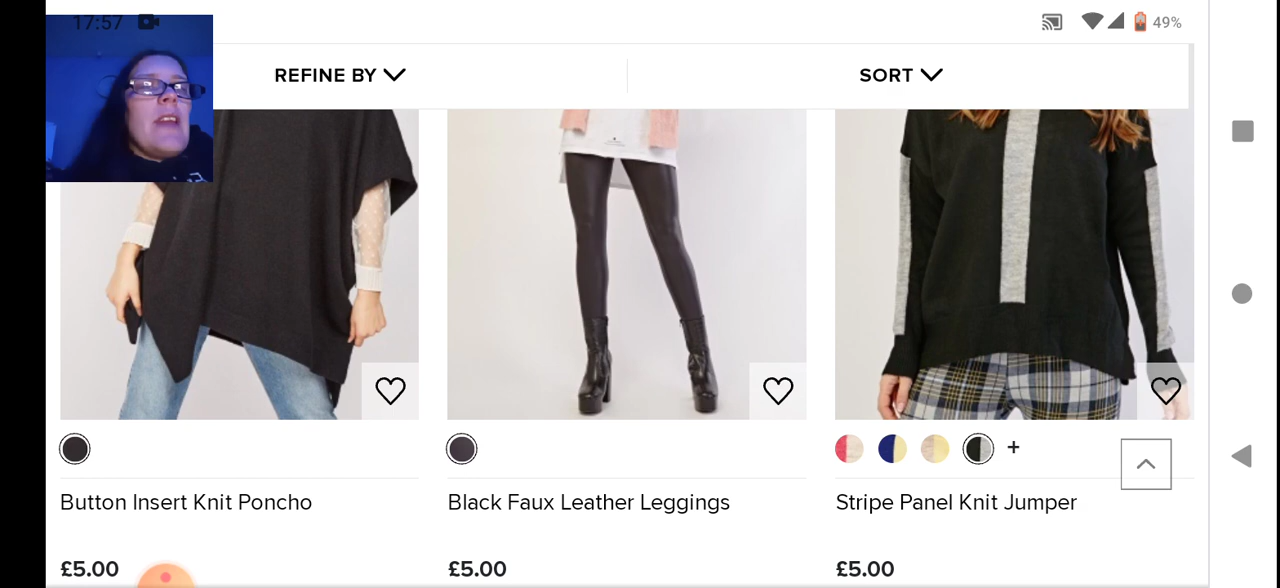 17:57
49%
REFINE BY
SORT
+
Button Insert Knit Poncho
Black Faux Leather Leggings
Stripe Panel Knit Jumper
£5.00
£5.00
£5.00